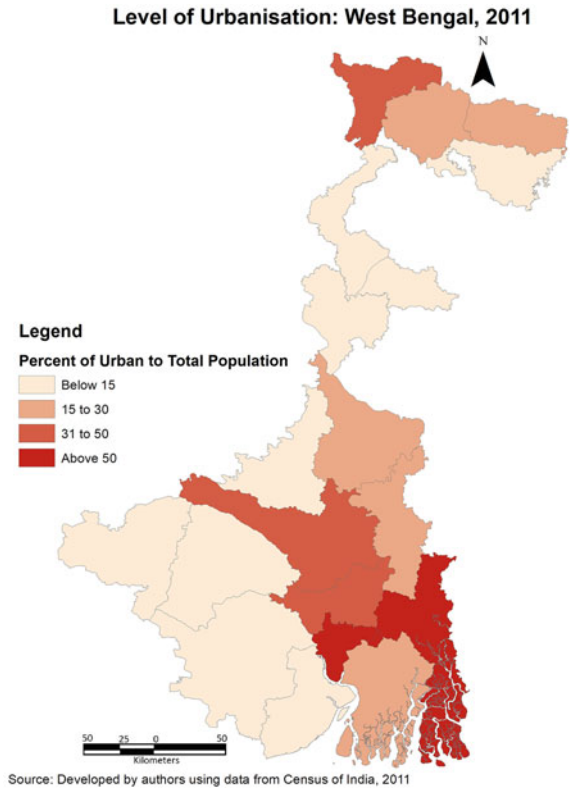 Level of Urbanisation: West Bengal, 2011
N
Legend
Percent of Urban to Total Population
Below 15
15 to 30
31 to 50
Above 50
50 25 0 50
Kilometers
Source: Developed by authors using data from Census of India, 2011